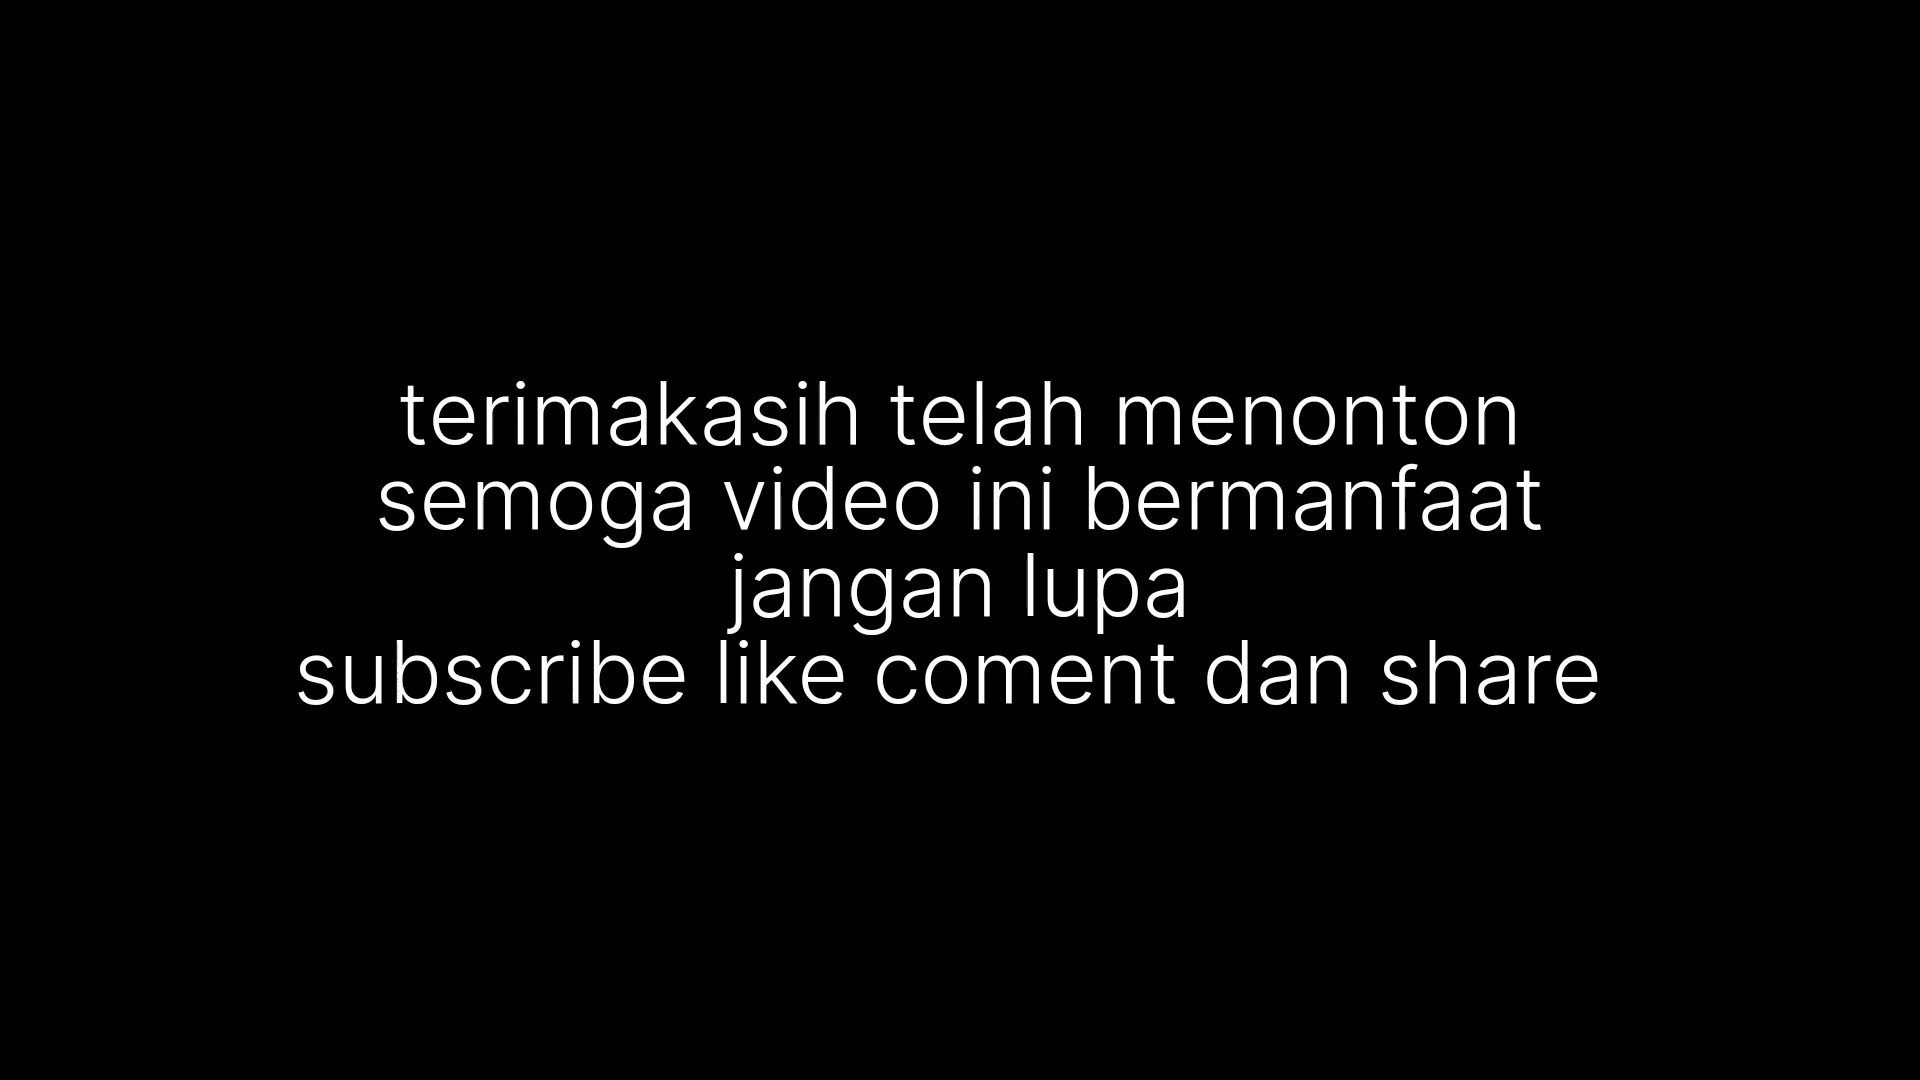 terimakasih telah menonton
semoga video ini bermanfaat
jangan lupa
subscribe like coment dan share